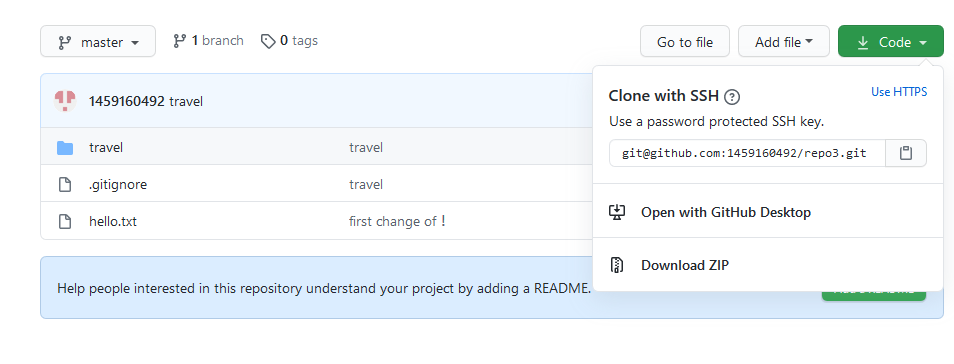 master
1 branch
0 tags
Go to file
Add file
Code
1459160492 travel
travel travel
.gitignore travel
hello.txt first change of !
Clone with SSH ?
Use HTTPS
Use a password protected SSH key.
git@github.com:1459160492/repo3.git
Open with GitHub Desktop
Download ZIP
Help people interested in this repository understand your project by adding a README.